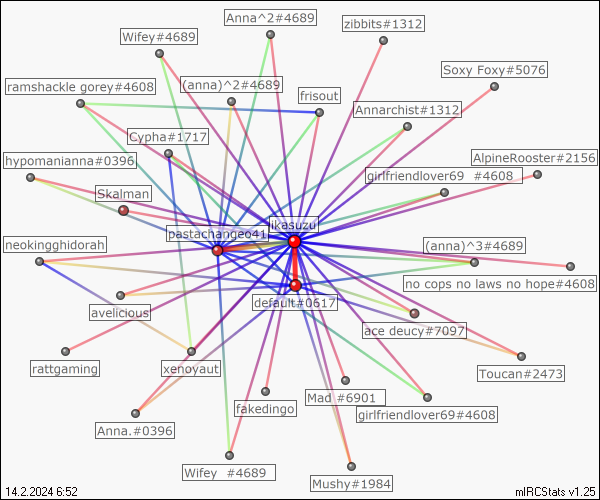 Anna^2#4689
zibbits#1312
Wifey#4689
Soxy Foxy#5076
ramshackle gorey#4608
(anna)^2#4689
frisout
Annarchist#1312
Cypha#1717
hypomanianna#0396
AlpineRooster#2156
girlfriendlover69 #4608
Skalman
ikasuzu
pastachangeo41
neokingghidorah
(anna)^3#4689
no cops no laws no hope#4608
default#0617
avelicious
ace deucy#7097
rattgaming
xenoyaut
Toucan#2473
Mad #6901
fakedingo
girlfriendlover69#4608
Anna.#0396
Wifey #4689
Mushy#1984
14.2.2024 6:52
mIRCStats v1.25